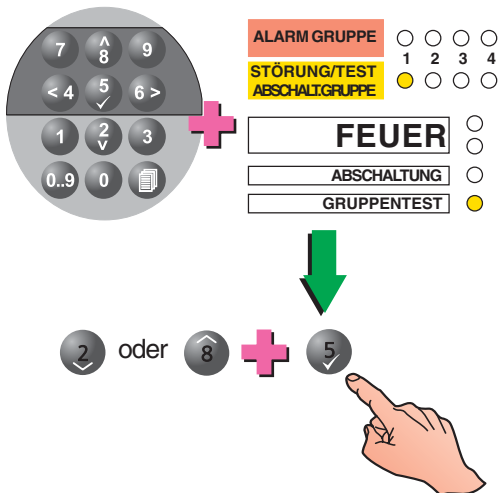 7 8 9
< 4 5 6 >
1 2 3
0..9 0
ALARM GRUPPE
1 2 3 4
STÖRUNG/TEST
ABSCHALT.GRUPPE
FEUER
ABSCHALTUNG
GRUPPENTEST
2 oder 8 5